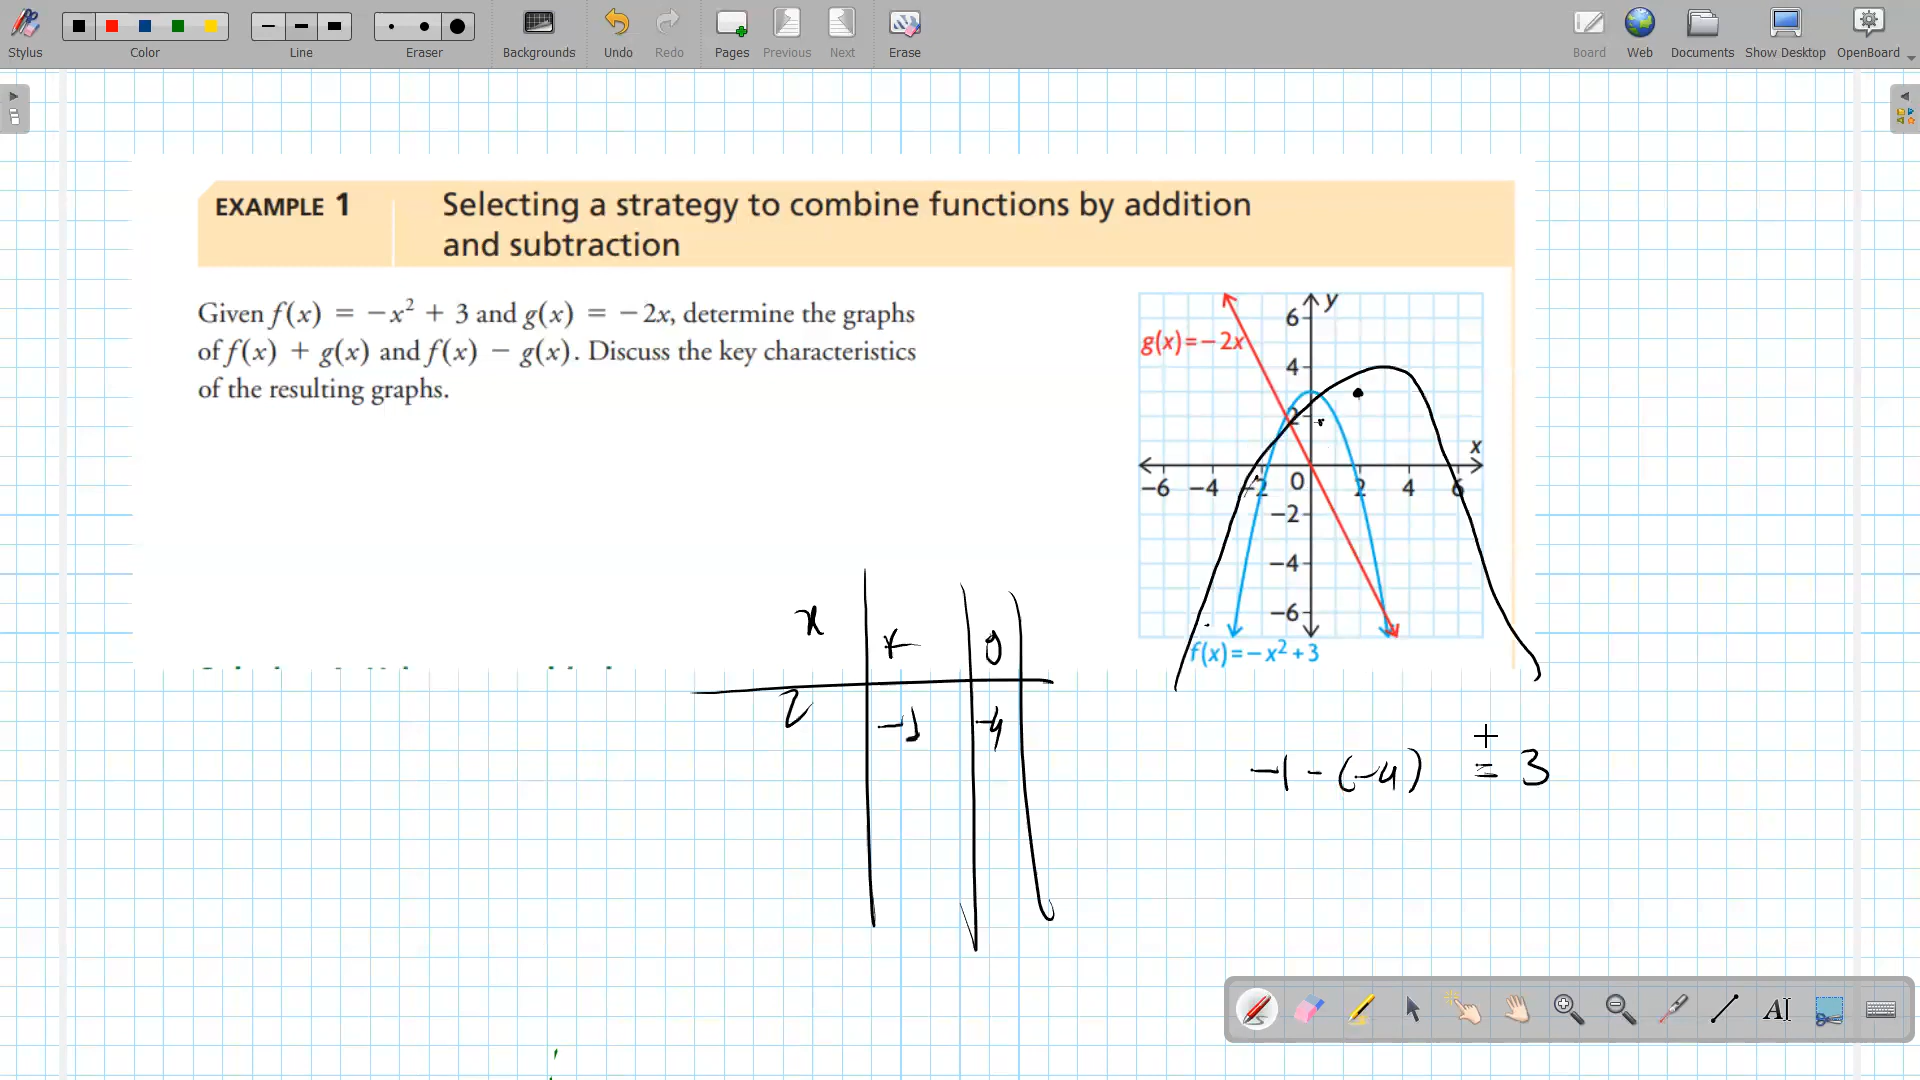 Stylus Color Line Eraser Backgrounds Undo Redo Pages Previous Next Erase Board Web Documents Show Desktop OpenBoard
EXAMPLE 1 Selecting a strategy to combine functions by addition
and subtraction
Given f(x) = −x² + 3 and g(x) = −2x, determine the graphs
of f(x) + g(x) and f(x) − g(x). Discuss the key characteristics
of the resulting graphs.
y
6
g(x)=−2x
4
2
x
−6 −4 −2 0 2 4 6
−2
−4
−6
f(x)=−x²+3
x g
2 -1 -4
-1 - (-4) = 3
AI